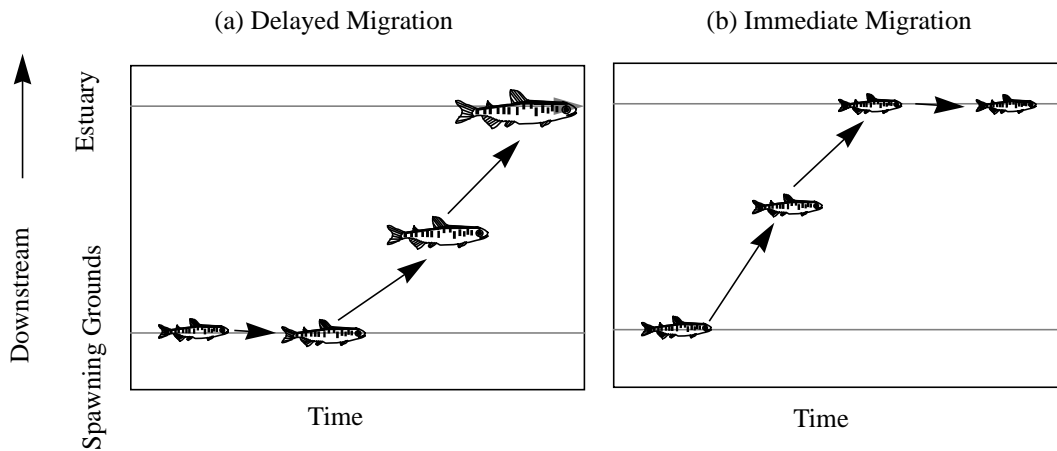 (a) Delayed Migration
(b) Immediate Migration
Downstream
Spawning Grounds
Estuary
Time
Time